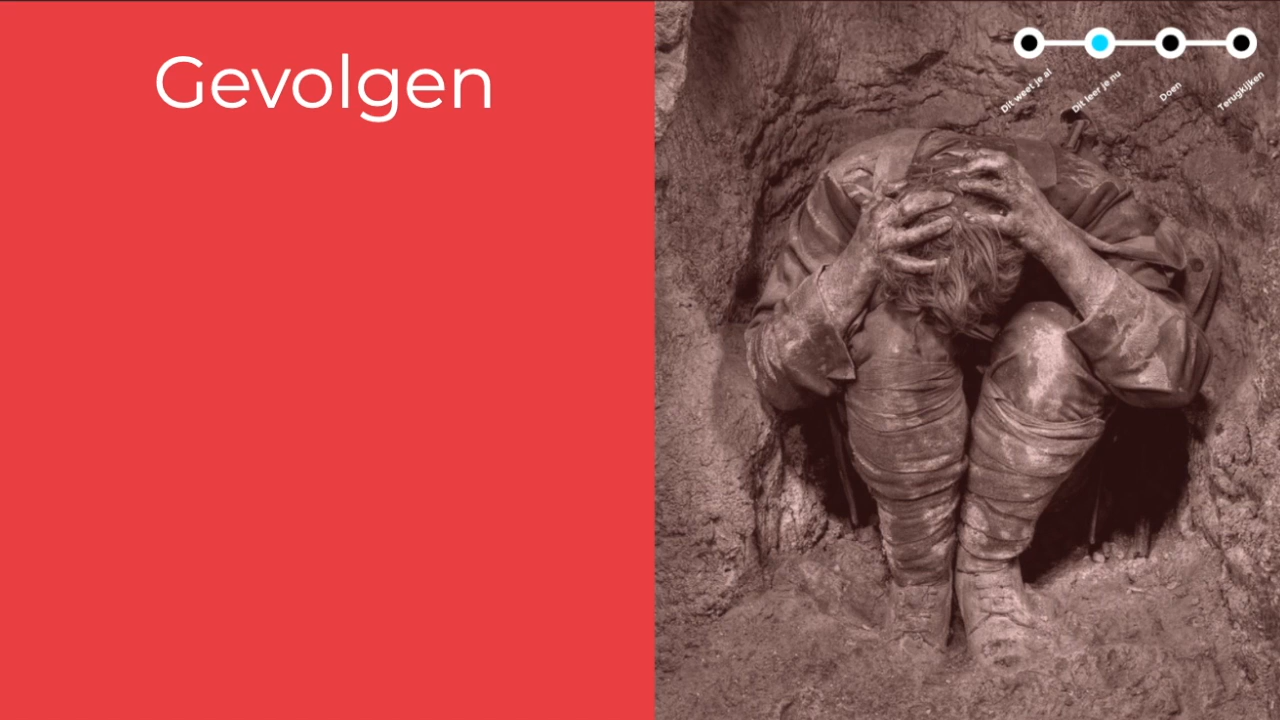 Gevolgen
Dit weet je al
Dit leer je nu
Doen
Terugkijken